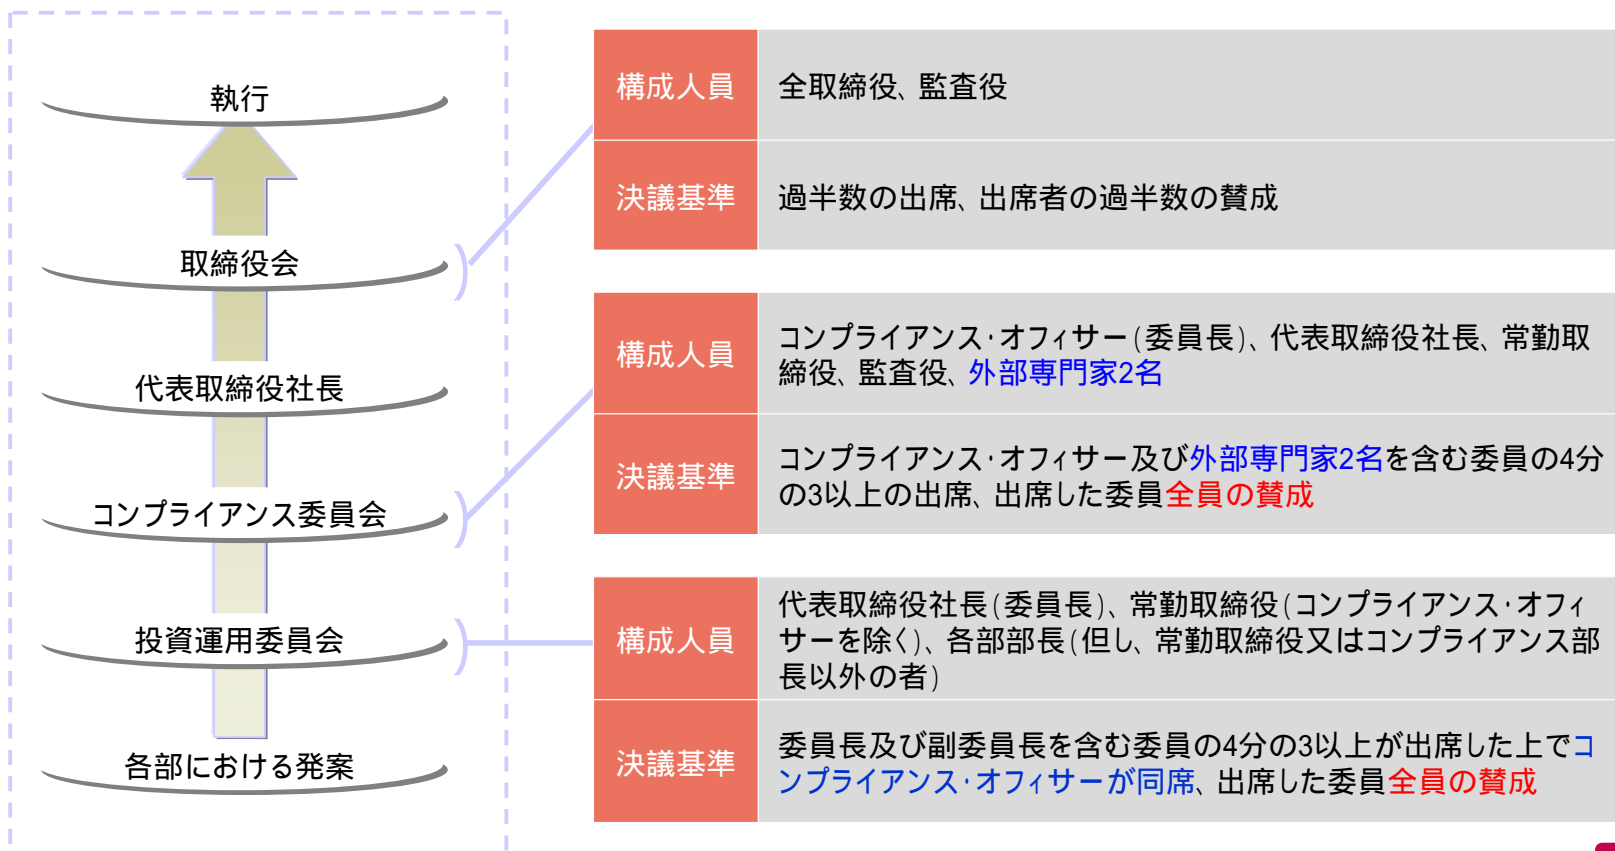 執行
取締役会
代表取締役社長
コンプライアンス委員会
投資運用委員会
各部における発案
構成人員
全取締役、監査役
決議基準
過半数の出席、出席者の過半数の賛成
構成人員
コンプライアンス・オフィサー(委員長)、代表取締役社長、常勤取
締役、監査役、外部専門家2名
決議基準
コンプライアンス・オフィサー及び外部専門家2名を含む委員の4分
の3以上の出席、出席した委員全員の賛成
構成人員
代表取締役社長(委員長)、常勤取締役(コンプライアンス・オフィ
サーを除く)、各部部長(但し、常勤取締役又はコンプライアンス部
長以外の者)
決議基準
委員長及び副委員長を含む委員の4分の3以上が出席した上でコ
ンプライアンス・オフィサーが同席、出席した委員全員の賛成